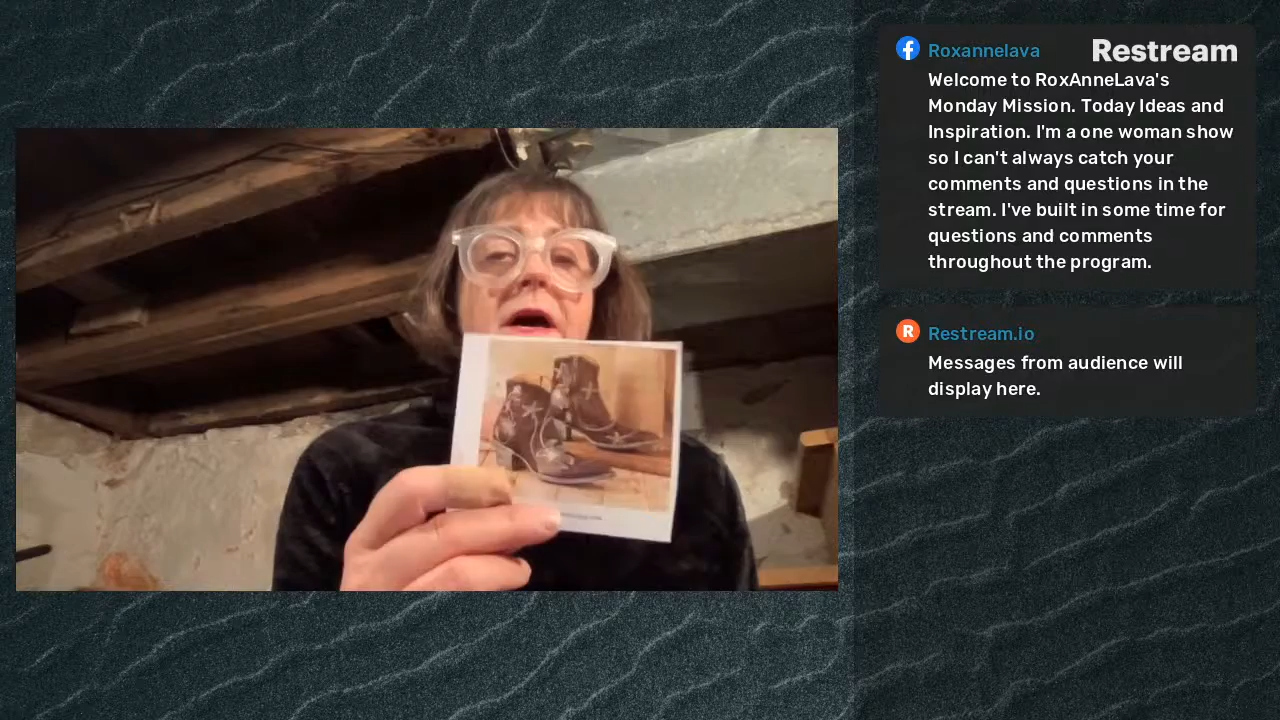 Roxannelava
Restream
Welcome to RoxAnneLava's
Monday Mission. Today Ideas and
Inspiration. I'm a one woman show
so I can't always catch your
comments and questions in the
stream. I've built in some time for
questions and comments
throughout the program.
Restream.io
Messages from audience will
display here.